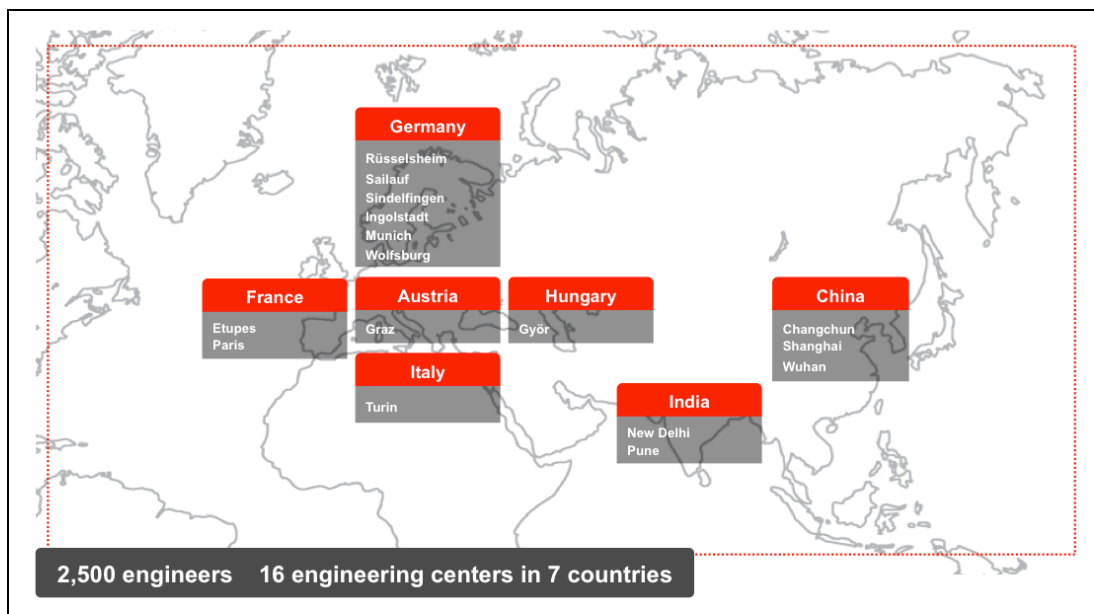 Germany
Rüsselsheim
Sailauf
Sindelfingen
Ingolstadt
Munich
Wolfsburg
France
Etupes
Paris
Austria
Graz
Hungary
Györ
China
Changchun
Shanghai
Wuhan
Italy
Turin
India
New Delhi
Pune
2,500 engineers 16 engineering centers in 7 countries